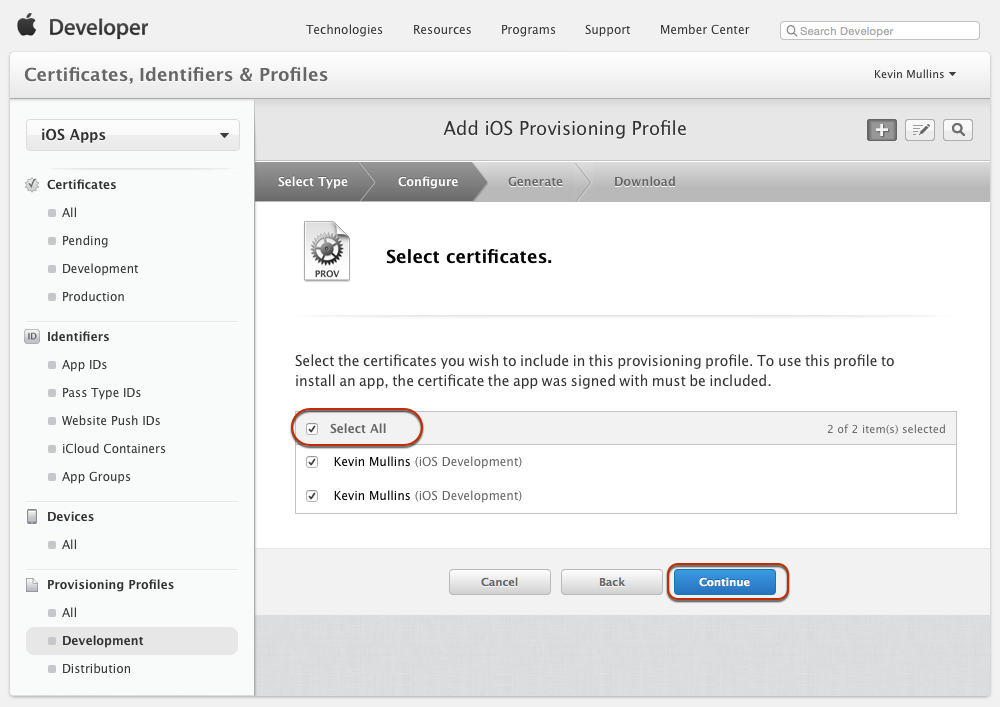 Developer
Technologies Resources Programs Support Member Center
Search Developer
Certificates, Identifiers & Profiles
Kevin Mullins
iOS Apps
Certificates
All
Pending
Development
Production
ID Identifiers
App IDs
Pass Type IDs
Website Push IDs
iCloud Containers
App Groups
Devices
All
Provisioning Profiles
All
Development
Distribution
Add iOS Provisioning Profile
Select Type Configure Generate Download
PROV
Select certificates.
Select the certificates you wish to include in this provisioning profile. To use this profile to
install an app, the certificate the app was signed with must be included.
Select All 2 of 2 item(s) selected
Kevin Mullins (iOS Development)
Kevin Mullins (iOS Development)
Cancel Back Continue